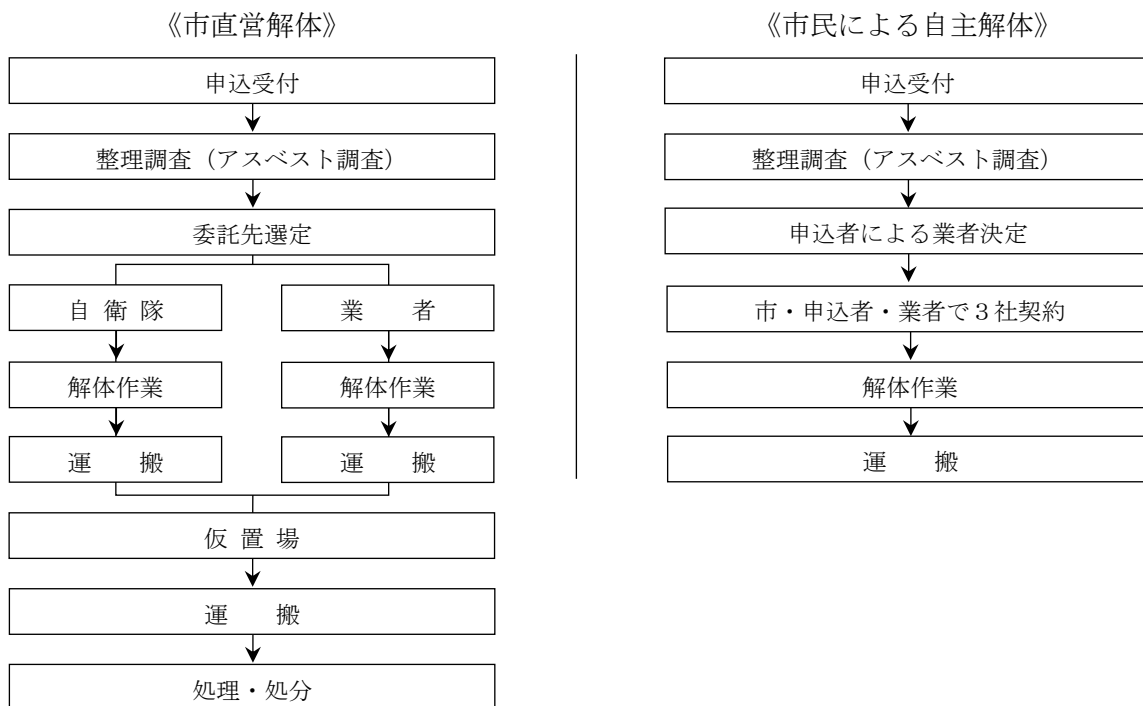 《市直営解体》
申込受付
整理調査（アスベスト調査）
委託先選定
自 衛 隊
業　　者
解体作業
解体作業
運　　搬
運　　搬
仮 置 場
運　　搬
処理・処分
《市民による自主解体》
申込受付
整理調査（アスベスト調査）
申込者による業者決定
市・申込者・業者で３社契約
解体作業
運　　搬